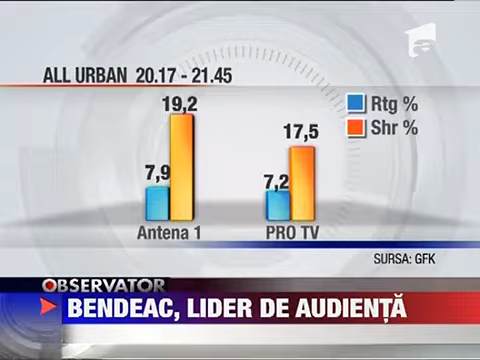 ALL URBAN 20.17 - 21.45
19,2
7,9
17,5
7,2
Rtg %
Shr %
Antena 1
PRO TV
SURSA: GFK
OBSERVATOR
BENDEAC, LIDER DE AUDIENȚĂ